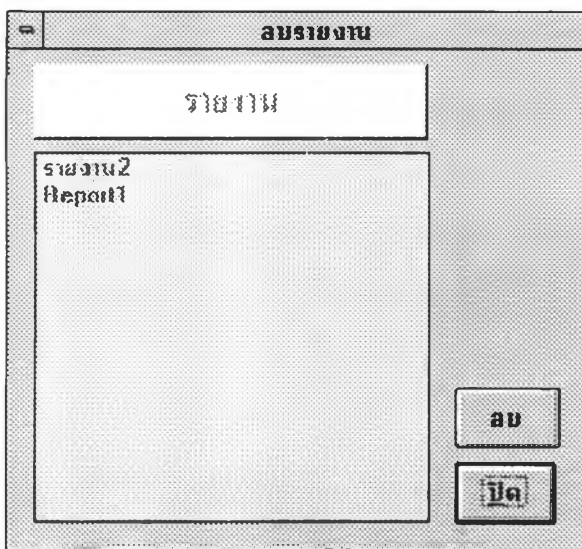 ลบรายงาน
รายงาน
รายงาน2
Report1
ลบ
ปิด